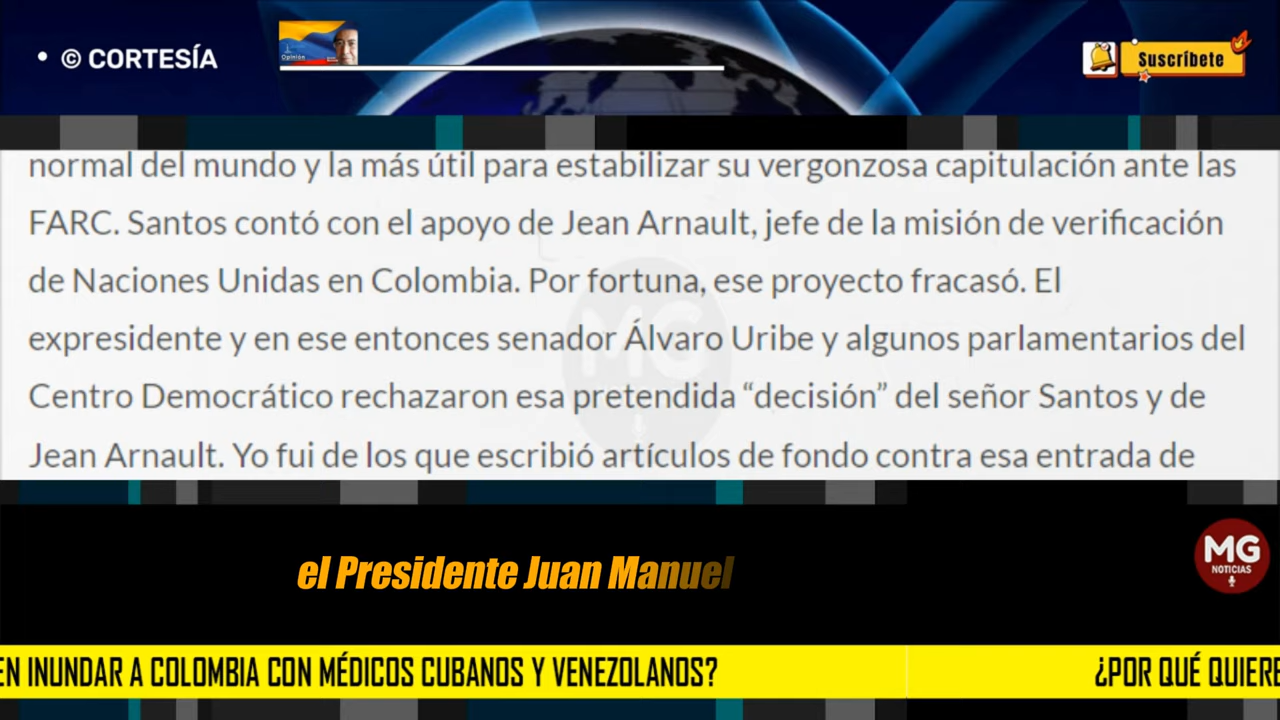 • © CORTESÍA
Opinión
Suscríbete
normal del mundo y la más útil para estabilizar su vergonzosa capitulación ante las
FARC. Santos contó con el apoyo de Jean Arnault, jefe de la misión de verificación
de Naciones Unidas en Colombia. Por fortuna, ese proyecto fracasó. El
expresidente y en ese entonces senador Álvaro Uribe y algunos parlamentarios del
Centro Democrático rechazaron esa pretendida “decisión” del señor Santos y de
Jean Arnault. Yo fui de los que escribió artículos de fondo contra esa entrada de
el Presidente Juan Manuel
MG
NOTICIAS
EN INUNDAR A COLOMBIA CON MÉDICOS CUBANOS Y VENEZOLANOS? ¿POR QUÉ QUIERE